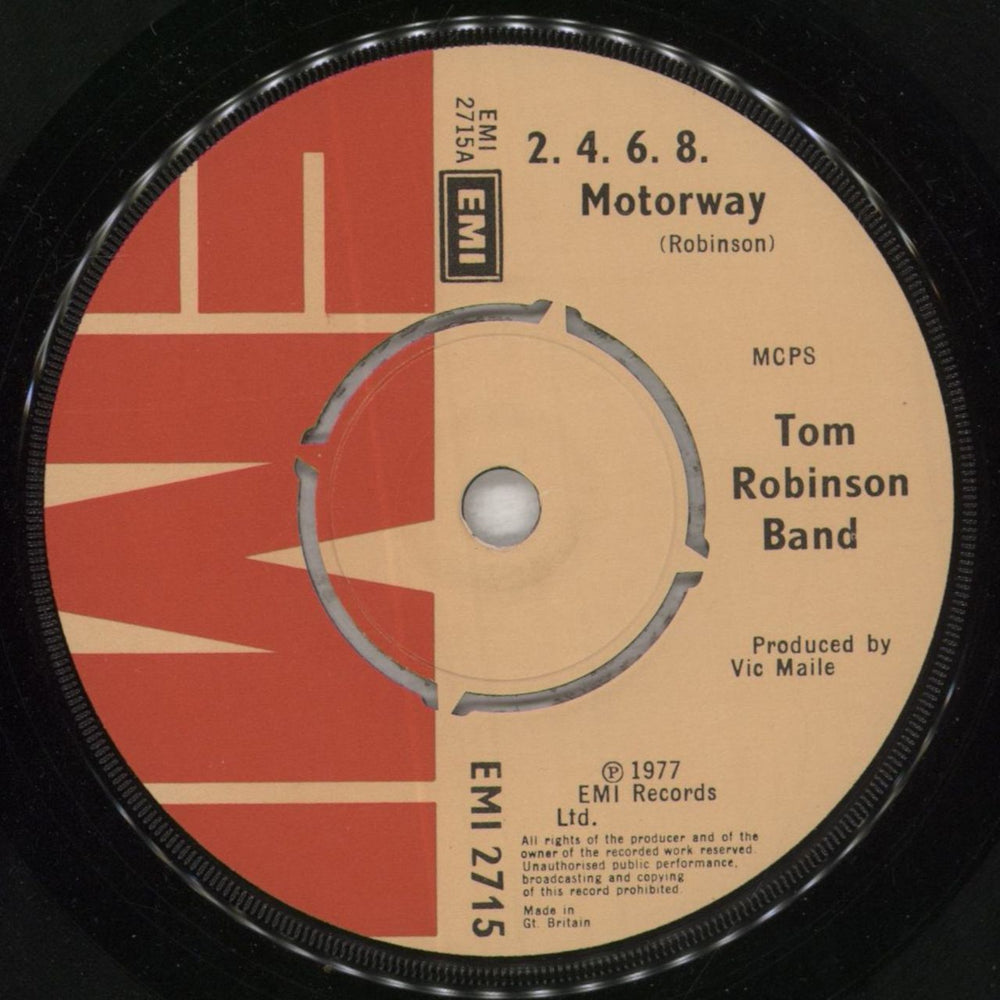 EMI
2715A
EMI
2. 4. 6. 8.
Motorway
(Robinson)
MCPS
Tom
Robinson
Band
Produced by
Vic Maile
EMI 2715
℗ 1977
EMI Records
Ltd.
All rights of the producer and of the
owner of the recorded work reserved.
Unauthorised public performance,
broadcasting and copying
of this record prohibited.
Made in
Gt. Britain
EMI